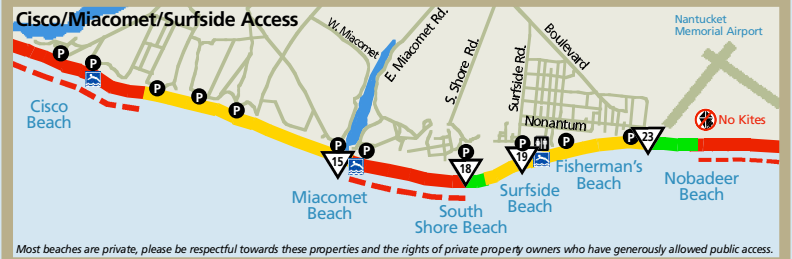 Cisco/Miacomet/Surfside Access
Nantucket
Memorial Airport
W. Miacomet
E. Miacomet Rd.
S. Shore Rd.
Surfside Rd.
Boulevard
P
P
P
P
P
Nonantum
No Kites
Cisco
Beach
P
15
P
P
18
P
19
P
P
23
Miacomet
Beach
South
Shore Beach
Surfside
Beach
Fisherman's
Beach
Nobadeer
Beach
Most beaches are private, please be respectful towards these properties and the rights of private property owners who have generously allowed public access.